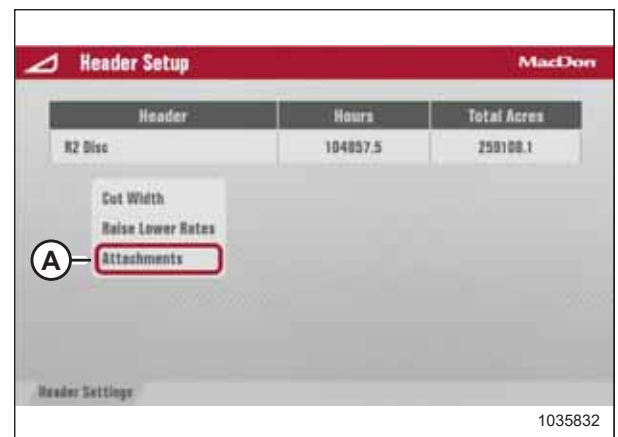 Header Setup MacDon
Header Hours Total Acres
R2 Disc 104857.5 259108.1
Cut Width
Raise Lower Rates
A Attachments
Header Settings
1035832